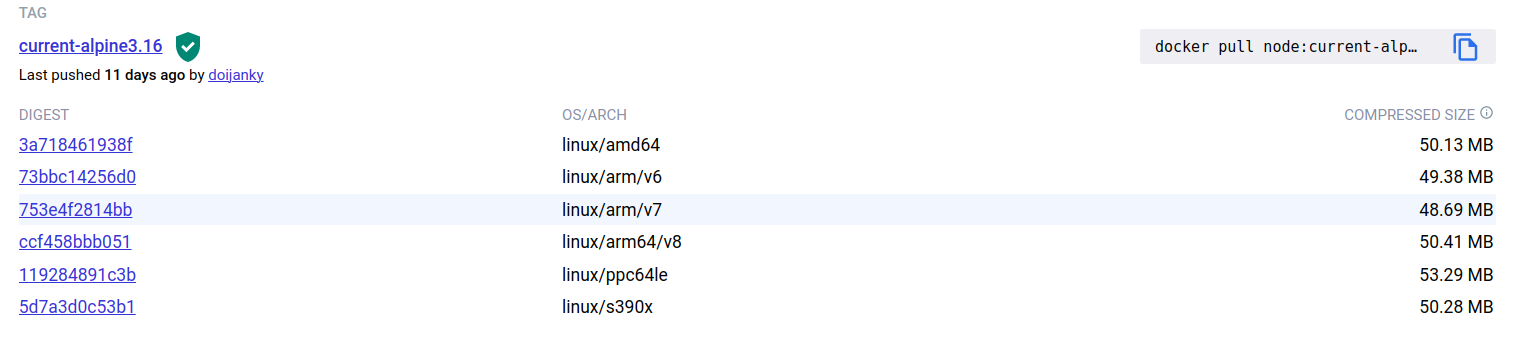 TAG
current-alpine3.16 docker pull node:current-alp…
Last pushed 11 days ago by doijanky
DIGEST OS/ARCH COMPRESSED SIZE
3a718461938f linux/amd64 50.13 MB
73bbc14256d0 linux/arm/v6 49.38 MB
753e4f2814bb linux/arm/v7 48.69 MB
ccf458bbb051 linux/arm64/v8 50.41 MB
119284891c3b linux/ppc64le 53.29 MB
5d7a3d0c53b1 linux/s390x 50.28 MB